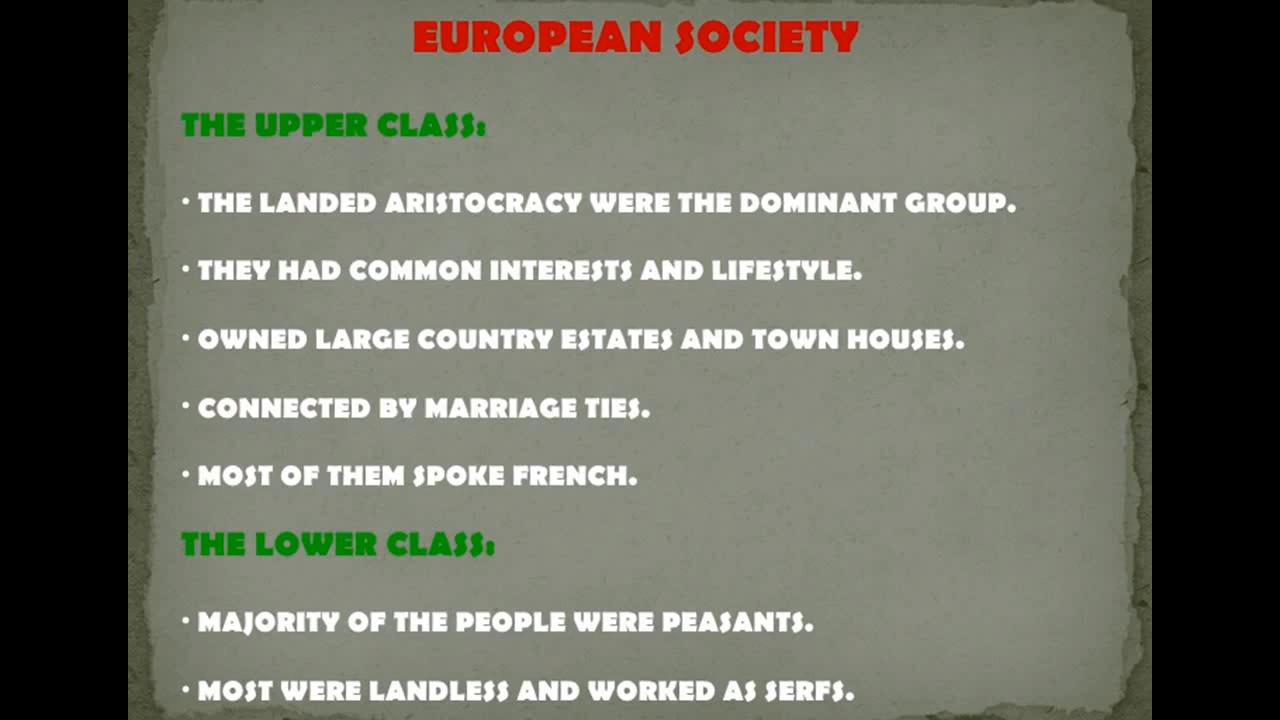 EUROPEAN SOCIETY
THE UPPER CLASS:
• THE LANDED ARISTOCRACY WERE THE DOMINANT GROUP.
• THEY HAD COMMON INTERESTS AND LIFESTYLE.
• OWNED LARGE COUNTRY ESTATES AND TOWN HOUSES.
• CONNECTED BY MARRIAGE TIES.
• MOST OF THEM SPOKE FRENCH.
THE LOWER CLASS:
• MAJORITY OF THE PEOPLE WERE PEASANTS.
• MOST WERE LANDLESS AND WORKED AS SERFS.